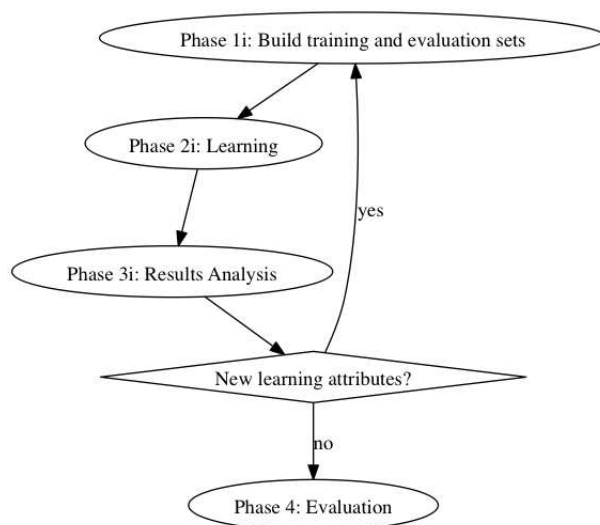 Phase 1i: Build training and evaluation sets
Phase 2i: Learning
yes
Phase 3i: Results Analysis
New learning attributes?
no
Phase 4: Evaluation